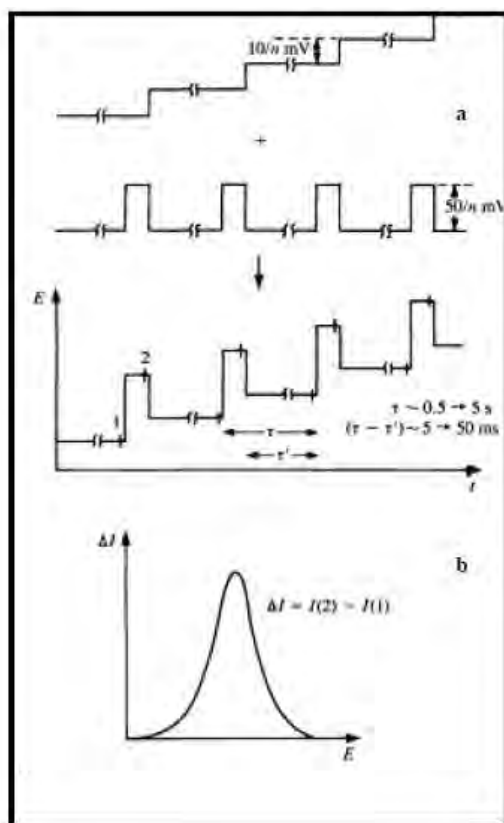 10/n mV
a
+
50/n mV
E
2
1
τ ~ 0.5 → 5 s
τ
(τ − τ') ~ 5 → 50 ms
τ'
t
ΔI
b
ΔI = I(2) − I(1)
E